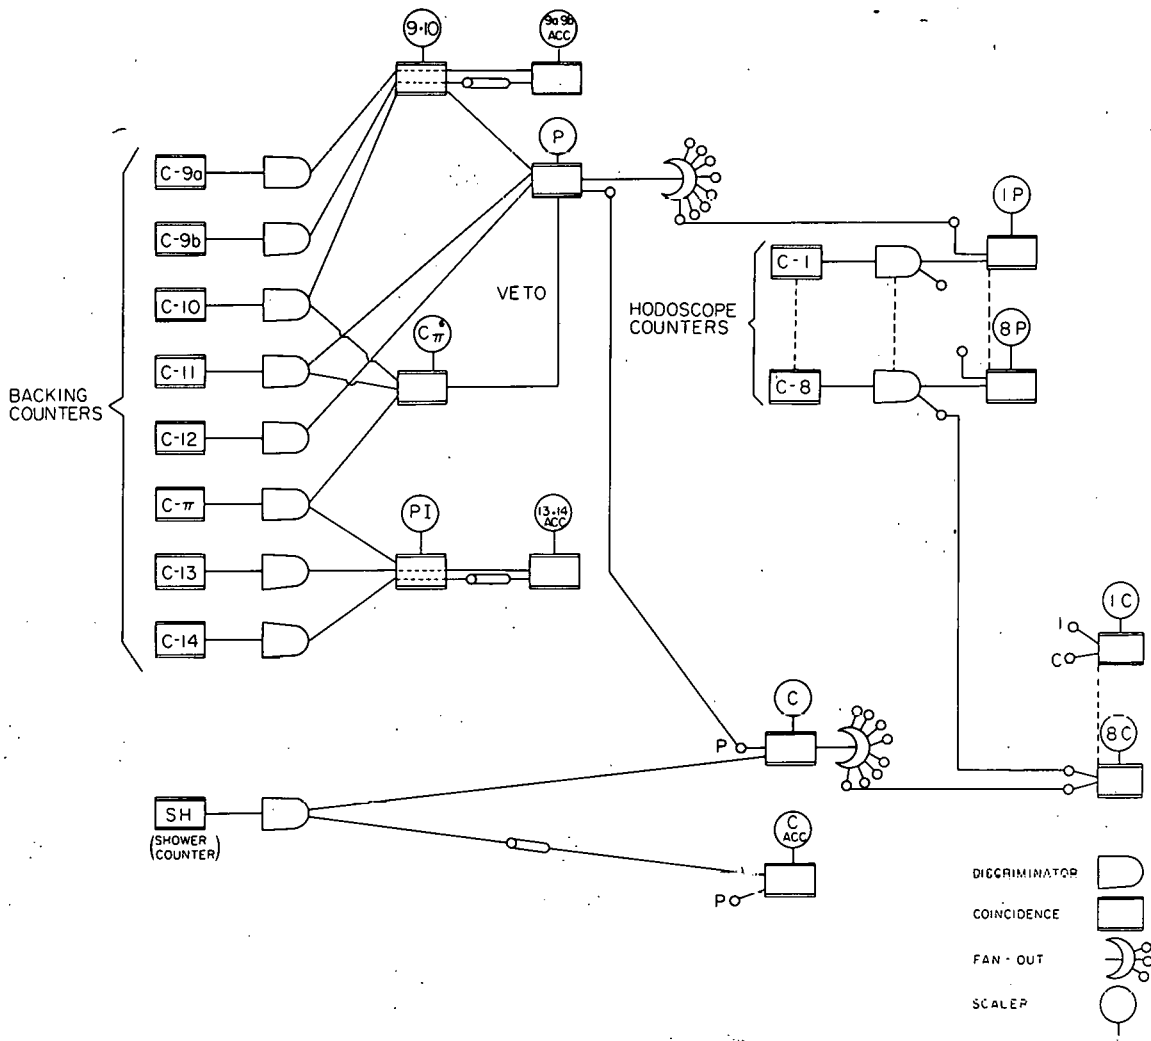 9·10
9a 9b
ACC
P
C-9a
C-9b
C-10
C-11
C-12
C-π
C-13
C-14
BACKING
COUNTERS
VETO
Cπ
PI
13·14
ACC
HODOSCOPE
COUNTERS
C-1
C-8
1P
8P
1C
1
C
8C
C
P
SH
(SHOWER
COUNTER)
C
ACC
P
DISCRIMINATOR
COINCIDENCE
FAN-OUT
SCALER